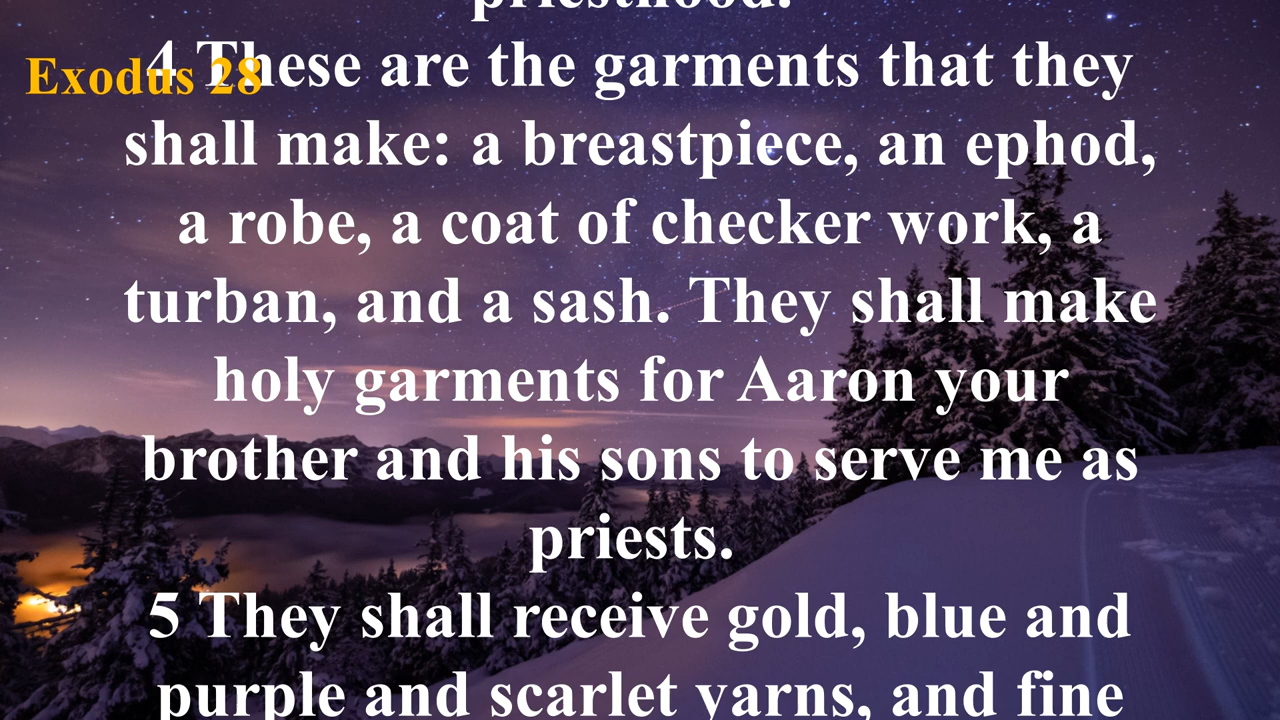 priesthood.
Exodus 28
4 These are the garments that they
shall make: a breastpiece, an ephod,
a robe, a coat of checker work, a
turban, and a sash. They shall make
holy garments for Aaron your
brother and his sons to serve me as
priests.
5 They shall receive gold, blue and
purple and scarlet yarns, and fine